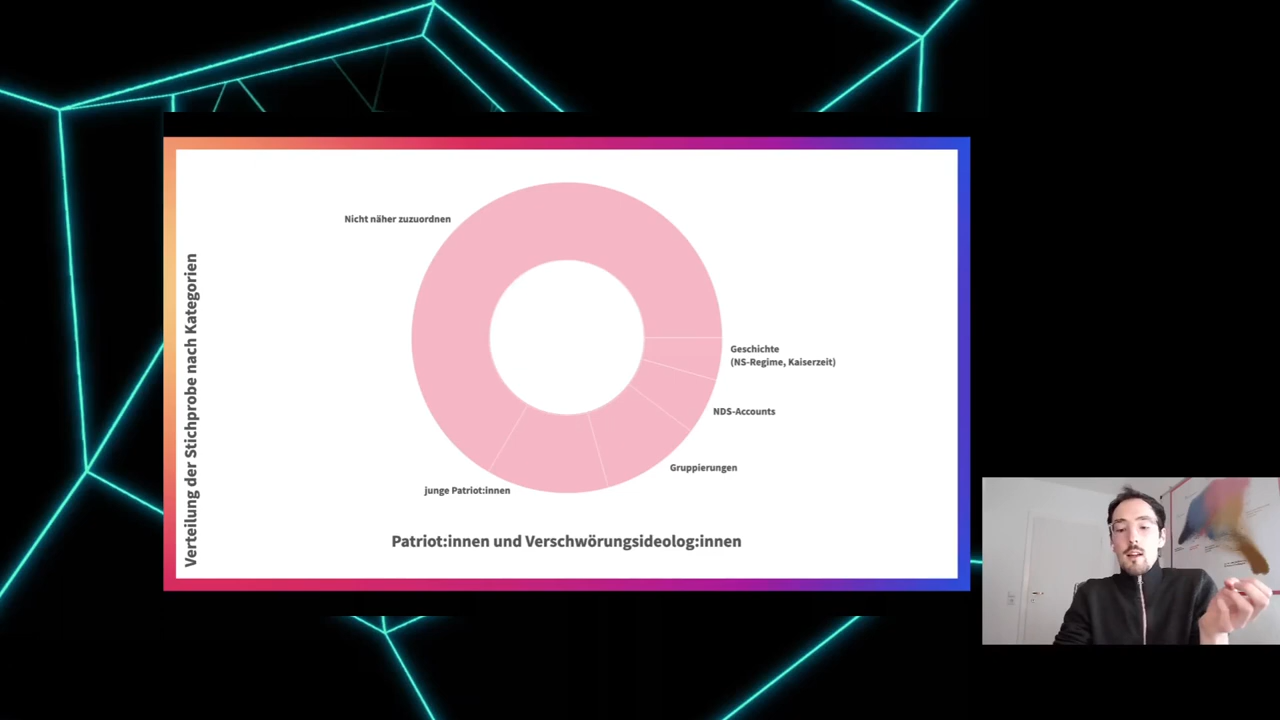 Verteilung der Stichprobe nach Kategorien
Nicht näher zuzuordnen
Geschichte
(NS-Regime, Kaiserzeit)
NDS-Accounts
Gruppierungen
junge Patriot:innen
Patriot:innen und Verschwörungsideolog:innen